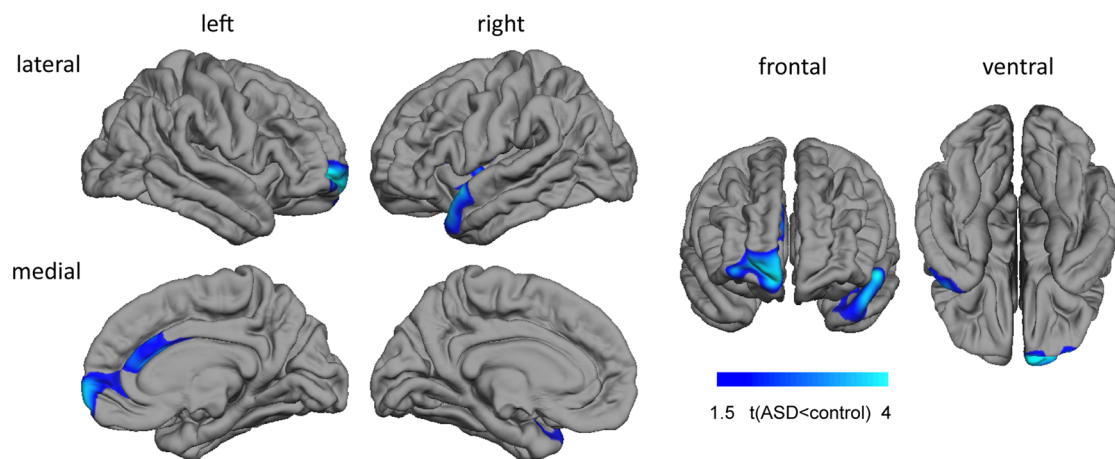 left
right
lateral
frontal
ventral
medial
1.5 t(ASD<control) 4